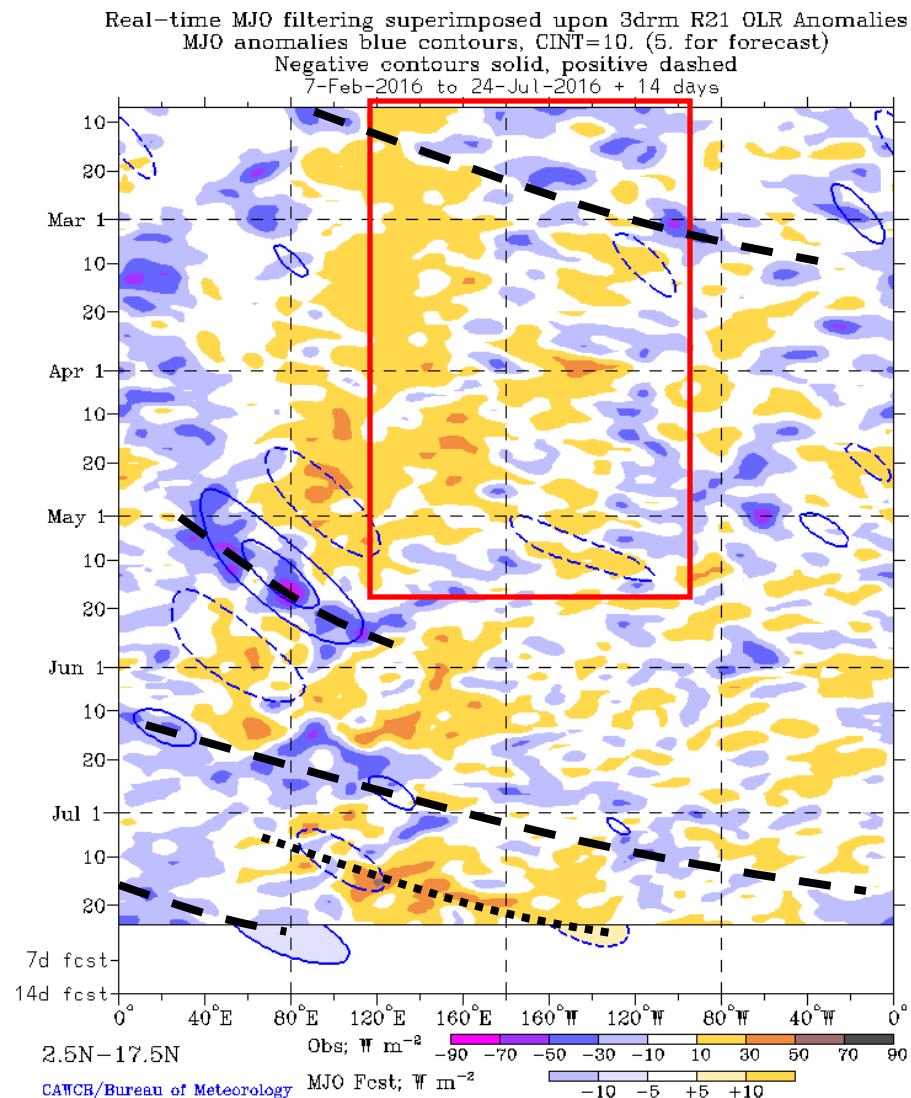 Real-time MJO filtering superimposed upon 3drm R21 OLR Anomalies
MJO anomalies blue contours, CINT=10. (5. for forecast)
Negative contours solid, positive dashed
7-Feb-2016 to 24-Jul-2016 + 14 days
10
20
Mar 1
10
20
Apr 1
10
20
May 1
10
20
Jun 1
10
20
Jul 1
10
20
7d fcst
14d fcst
0° 40°E 80°E 120°E 160°E 160°W 120°W 80°W 40°W 0°
2.5N-17.5N
Obs; W m⁻²
-90 -70 -50 -30 -10 10 30 50 70 90
CAWCR/Bureau of Meteorology
MJO Fcst; W m⁻²
-10 -5 +5 +10